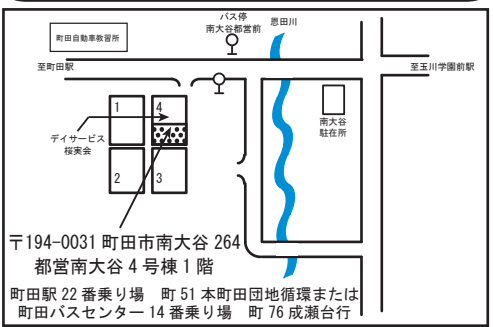 バス停
南大谷都営前
恩田川
町田自動車教習所
至町田駅
至玉川学園前駅
1
4
南大谷
駐在所
デイサービス
桜実会
2
3
〒194-0031 町田市南大谷 264
都営南大谷 4 号棟 1 階
町田駅 22 番乗り場　町 51 本町田団地循環または
町田バスセンター 14 番乗り場　町 76 成瀬台行